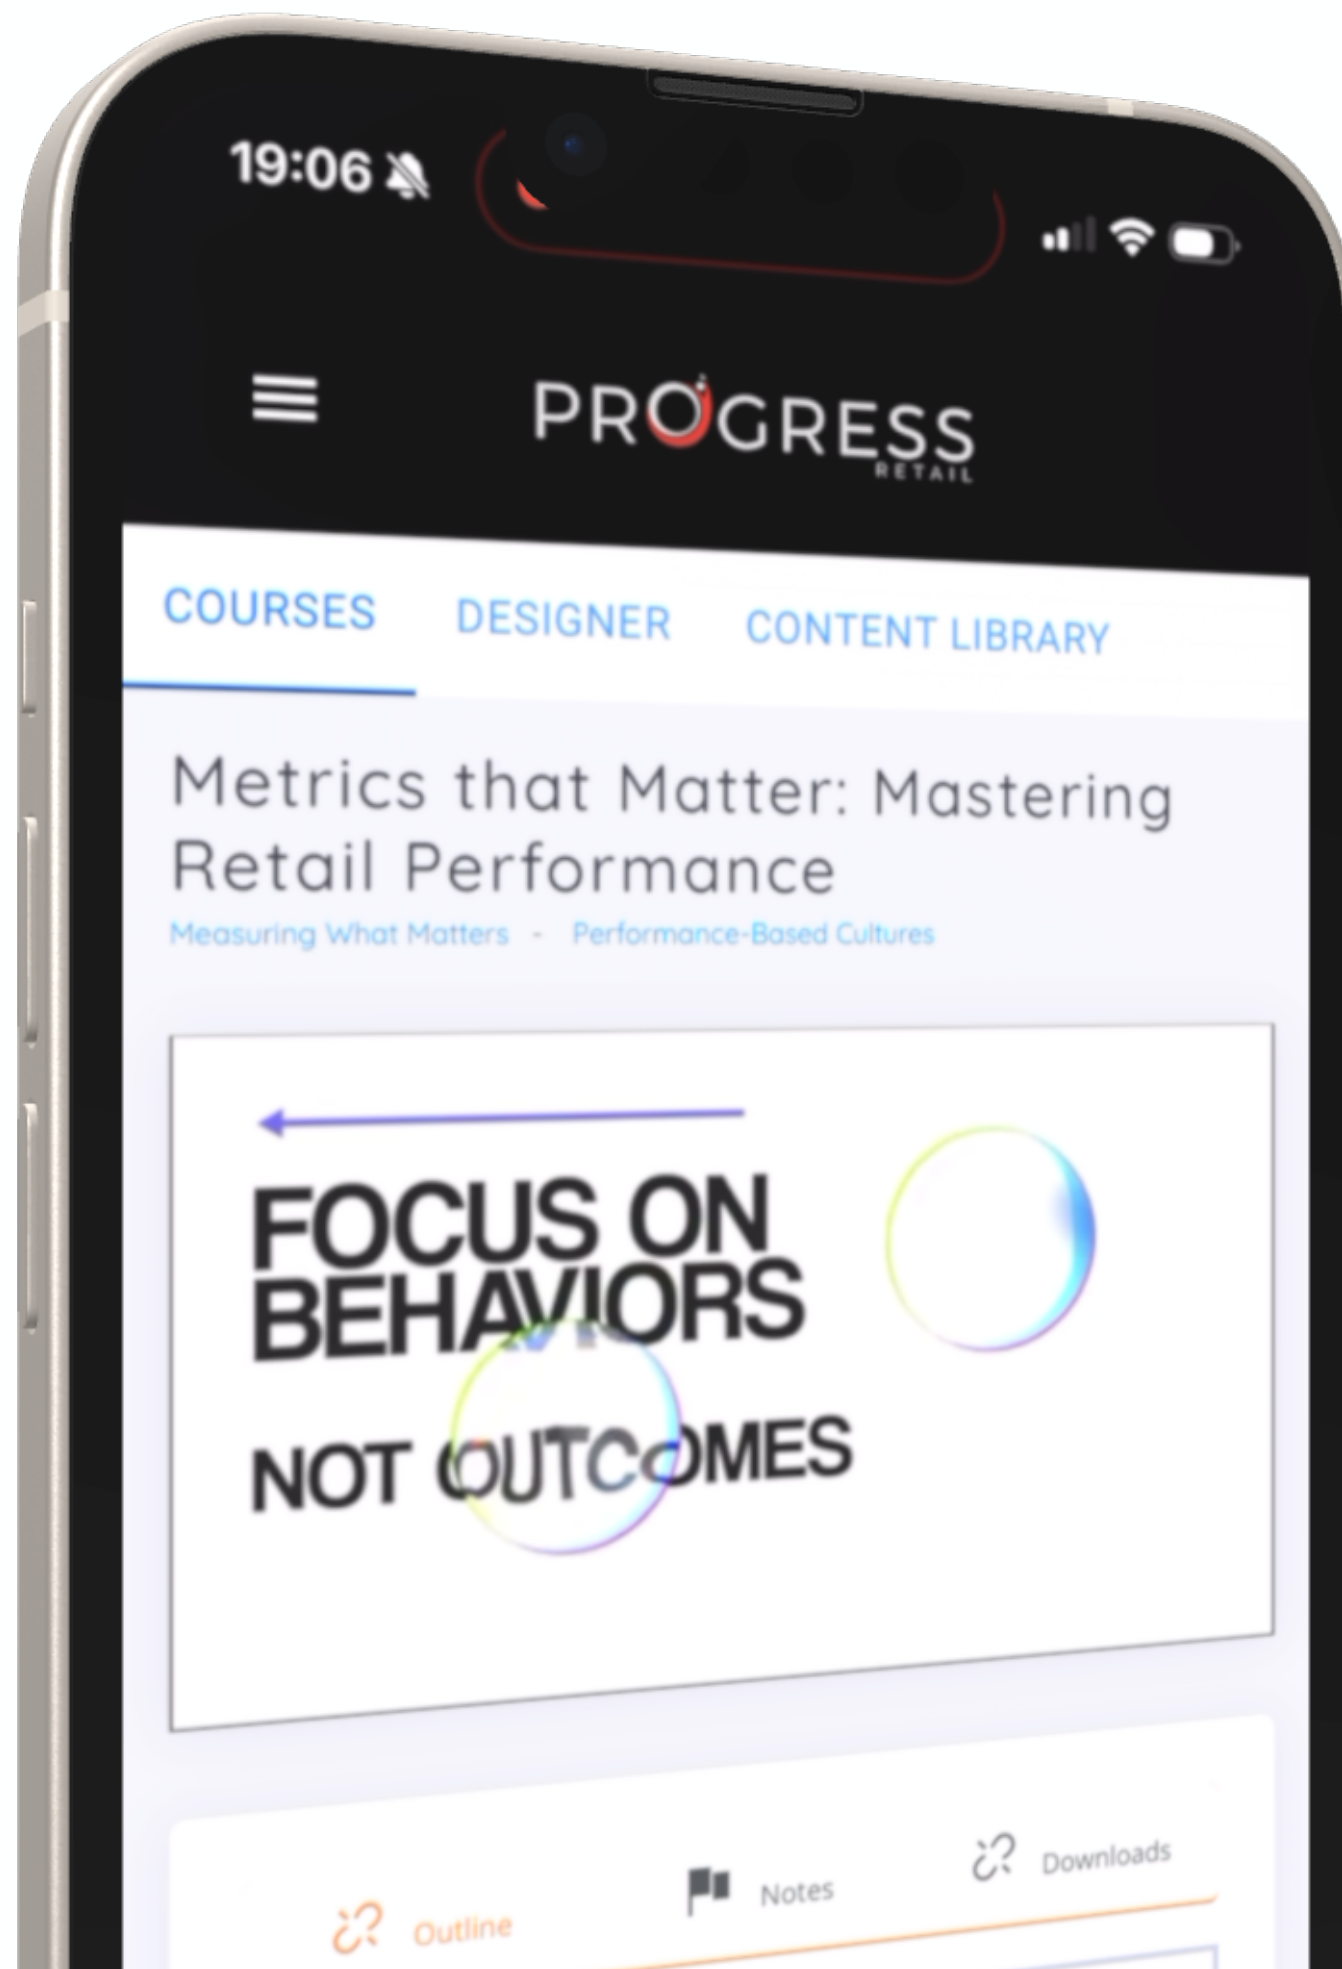 19:06
PROGRESS
RETAIL
COURSES DESIGNER CONTENT LIBRARY
Metrics that Matter: Mastering
Retail Performance
Measuring What Matters - Performance-Based Cultures
FOCUS ON
BEHAVIORS
NOT OUTCOMES
Outline Notes Downloads